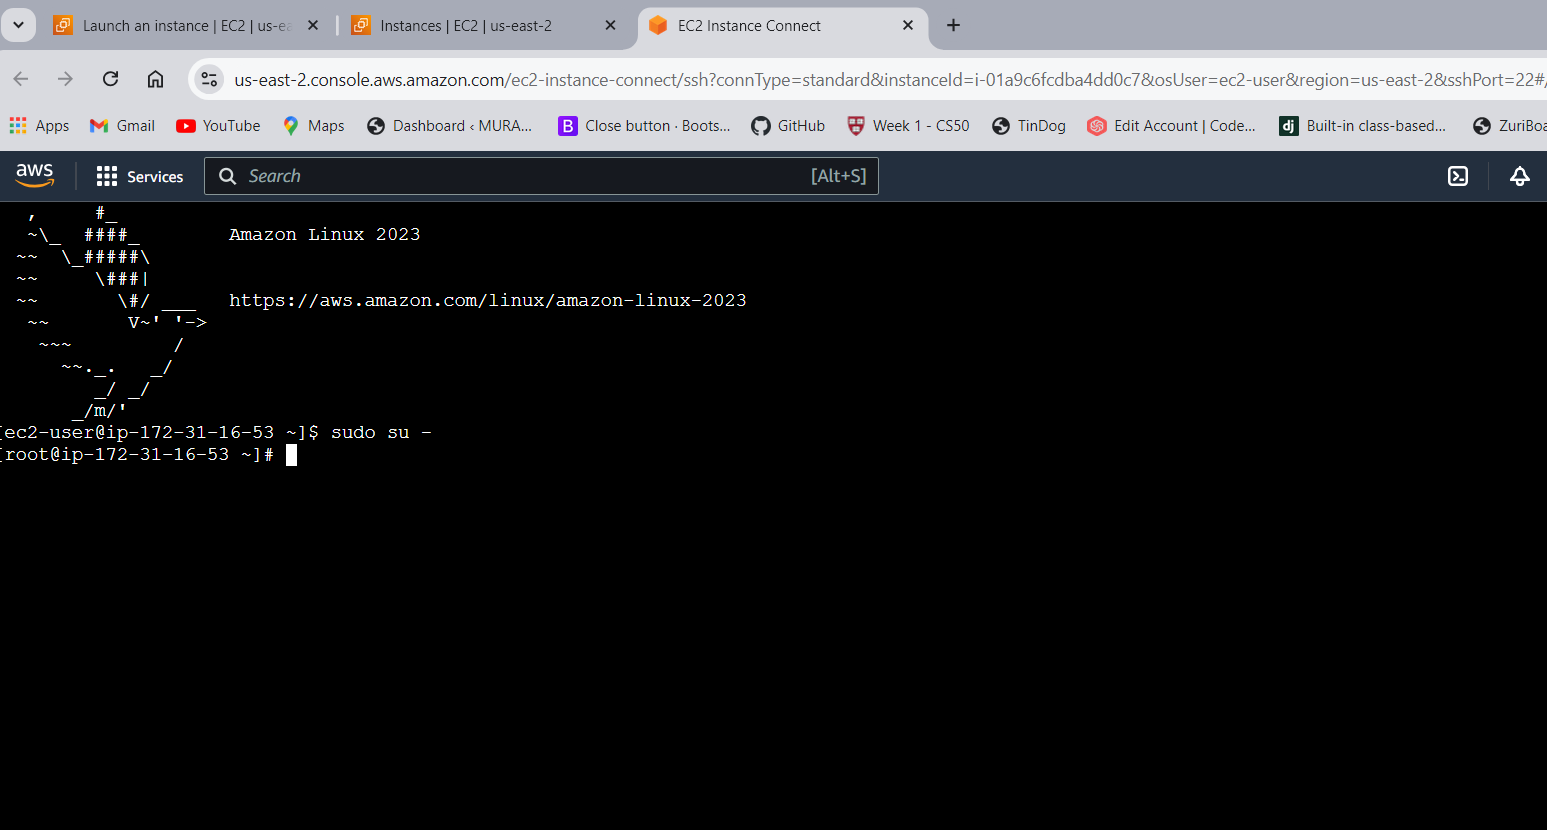 Launch an instance | EC2 | us-ea
Instances | EC2 | us-east-2
EC2 Instance Connect
us-east-2.console.aws.amazon.com/ec2-instance-connect/ssh?connType=standard&instanceId=i-01a9c6fcdba4dd0c7&osUser=ec2-user&region=us-east-2&sshPort=22#/
Apps Gmail YouTube Maps Dashboard ‹ MURA... B Close button · Boots... GitHub Week 1 - CS50 TinDog Edit Account | Code... dj Built-in class-based... ZuriBoa
aws Services Search [Alt+S]
   ,     #_
  ~\_  ####_        Amazon Linux 2023
 ~~  \_#####\
 ~~     \###|
 ~~       \#/ ___   https://aws.amazon.com/linux/amazon-linux-2023
  ~~       V~' '->
   ~~~         /
     ~~._.   _/
        _/ _/
      _/m/'
[ec2-user@ip-172-31-16-53 ~]$ sudo su -
[root@ip-172-31-16-53 ~]#